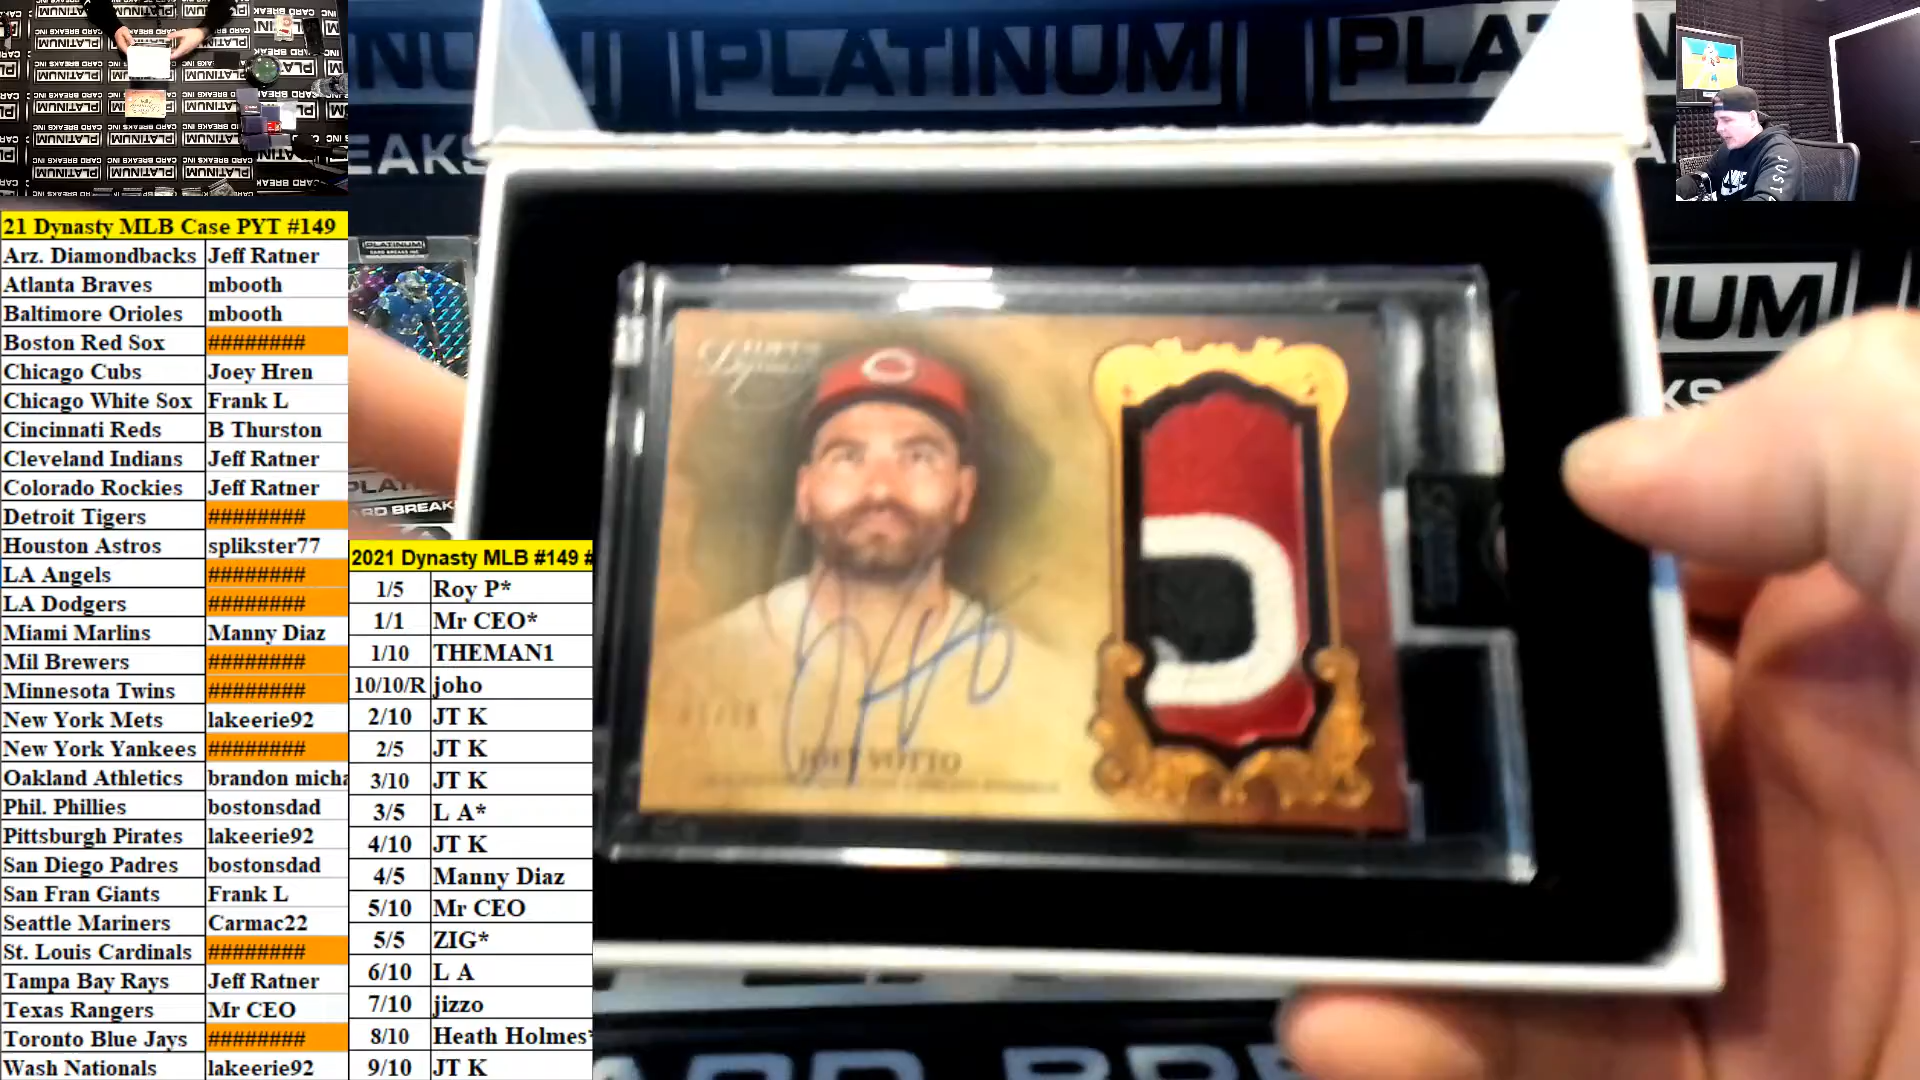 PLATINUM
21 Dynasty MLB Case PYT #149
Arz. Diamondbacks Jeff Ratner
Atlanta Braves mbooth
Baltimore Orioles mbooth
Boston Red Sox ########
Chicago Cubs Joey Hren
Chicago White Sox Frank L
Cincinnati Reds B Thurston
Cleveland Indians Jeff Ratner
Colorado Rockies Jeff Ratner
Detroit Tigers ########
Houston Astros splikster77
LA Angels ########
LA Dodgers ########
Miami Marlins Manny Diaz
Mil Brewers ########
Minnesota Twins ########
New York Mets lakeerie92
New York Yankees ########
Oakland Athletics brandon micha
Phil. Phillies bostonsdad
Pittsburgh Pirates lakeerie92
San Diego Padres bostonsdad
San Fran Giants Frank L
Seattle Mariners Carmac22
St. Louis Cardinals ########
Tampa Bay Rays Jeff Ratner
Texas Rangers Mr CEO
Toronto Blue Jays ########
Wash Nationals lakeerie92
2021 Dynasty MLB #149 #
1/5 Roy P*
1/1 Mr CEO*
1/10 THEMAN1
10/10/R joho
2/10 JT K
2/5 JT K
3/10 JT K
3/5 L A*
4/10 JT K
4/5 Manny Diaz
5/10 Mr CEO
5/5 ZIG*
6/10 L A
7/10 jizzo
8/10 Heath Holmes*
9/10 JT K
TOPPS
Dynasty
C
JOEY VOTTO
JUST